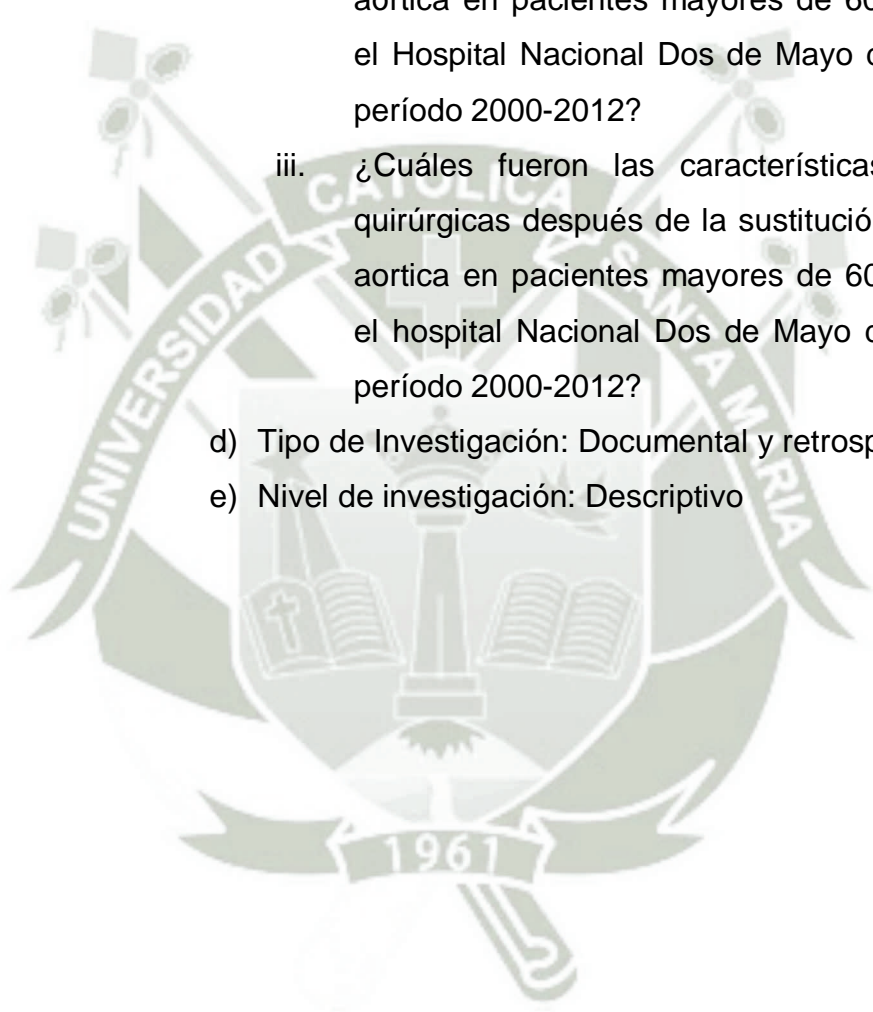 aortica en pacientes mayores de 60
el Hospital Nacional Dos de Mayo
período 2000-2012?
iii. ¿Cuáles fueron las características
quirúrgicas después de la sustitución
aortica en pacientes mayores de 60
el hospital Nacional Dos de Mayo
período 2000-2012?
d) Tipo de Investigación: Documental y
e) Nivel de investigación: Descriptivo
UNIVERSIDAD CATOLICA SANTA MARIA
1961